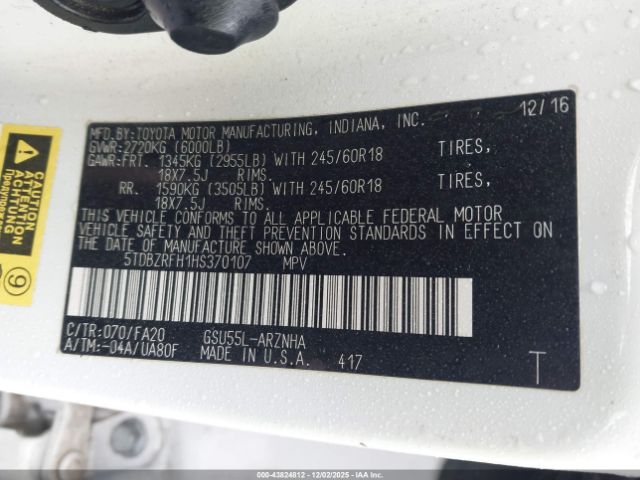 12/16
MFD.BY:TOYOTA MOTOR MANUFACTURING, INDIANA, INC.
GVWR:2720KG (6000LB)
GAWR:FRT. 1345KG (2955LB) WITH 245/60R18 TIRES,
18X7.5J RIMS.
RR. 1590KG (3505LB) WITH 245/60R18 TIRES,
18X7.5J RIMS.
THIS VEHICLE CONFORMS TO ALL APPLICABLE FEDERAL MOTOR
VEHICLE SAFETY AND THEFT PREVENTION STANDARDS IN EFFECT ON
THE DATE OF MANUFACTURE SHOWN ABOVE.
5TDBZRFH1HS370107 MPV
C/TR:070/FA20 GSU55L-ARZNHA
A/TM:-04A/UA80F MADE IN U.S.A. 417
T
CAUTION
ATTENTION
ACHTUNG
9
000-43824812 - 12/02/2025 - IAAHQCA